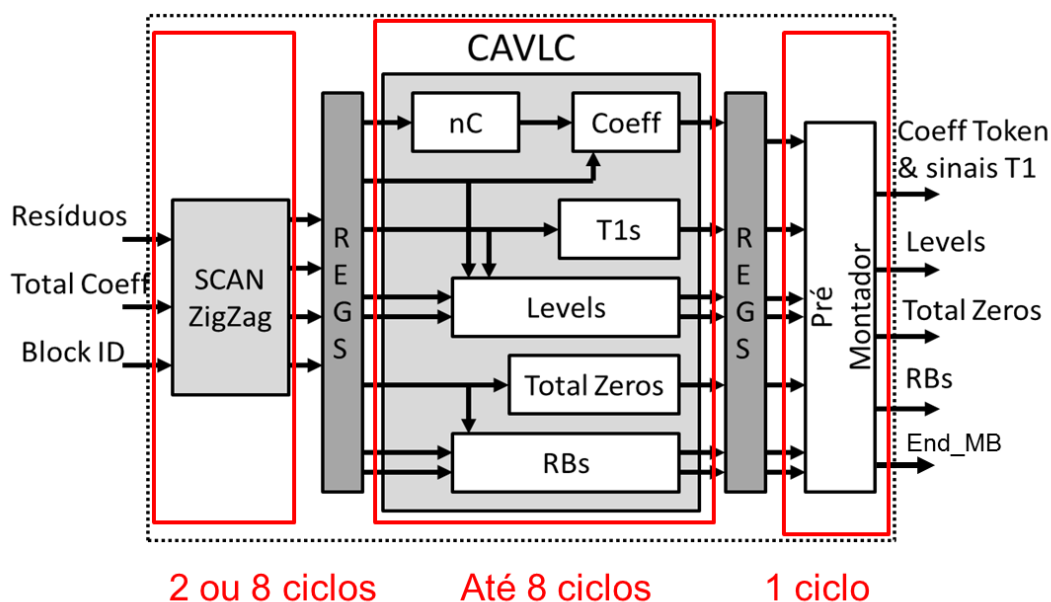 CAVLC
Resíduos
Total Coeff
Block ID
SCAN
ZigZag
R
E
G
S
nC
Coeff
T1s
Levels
Total Zeros
RBs
R
E
G
S
Pré
Montador
Coeff Token
& sinais T1
Levels
Total Zeros
RBs
End_MB
2 ou 8 ciclos
Até 8 ciclos
1 ciclo